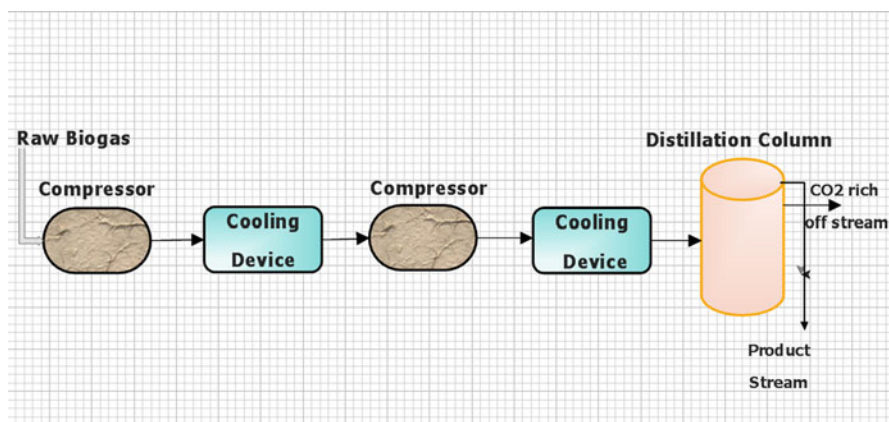 Raw Biogas
Compressor
Cooling
Device
Compressor
Cooling
Device
Distillation Column
CO2 rich
off stream
Product
Stream